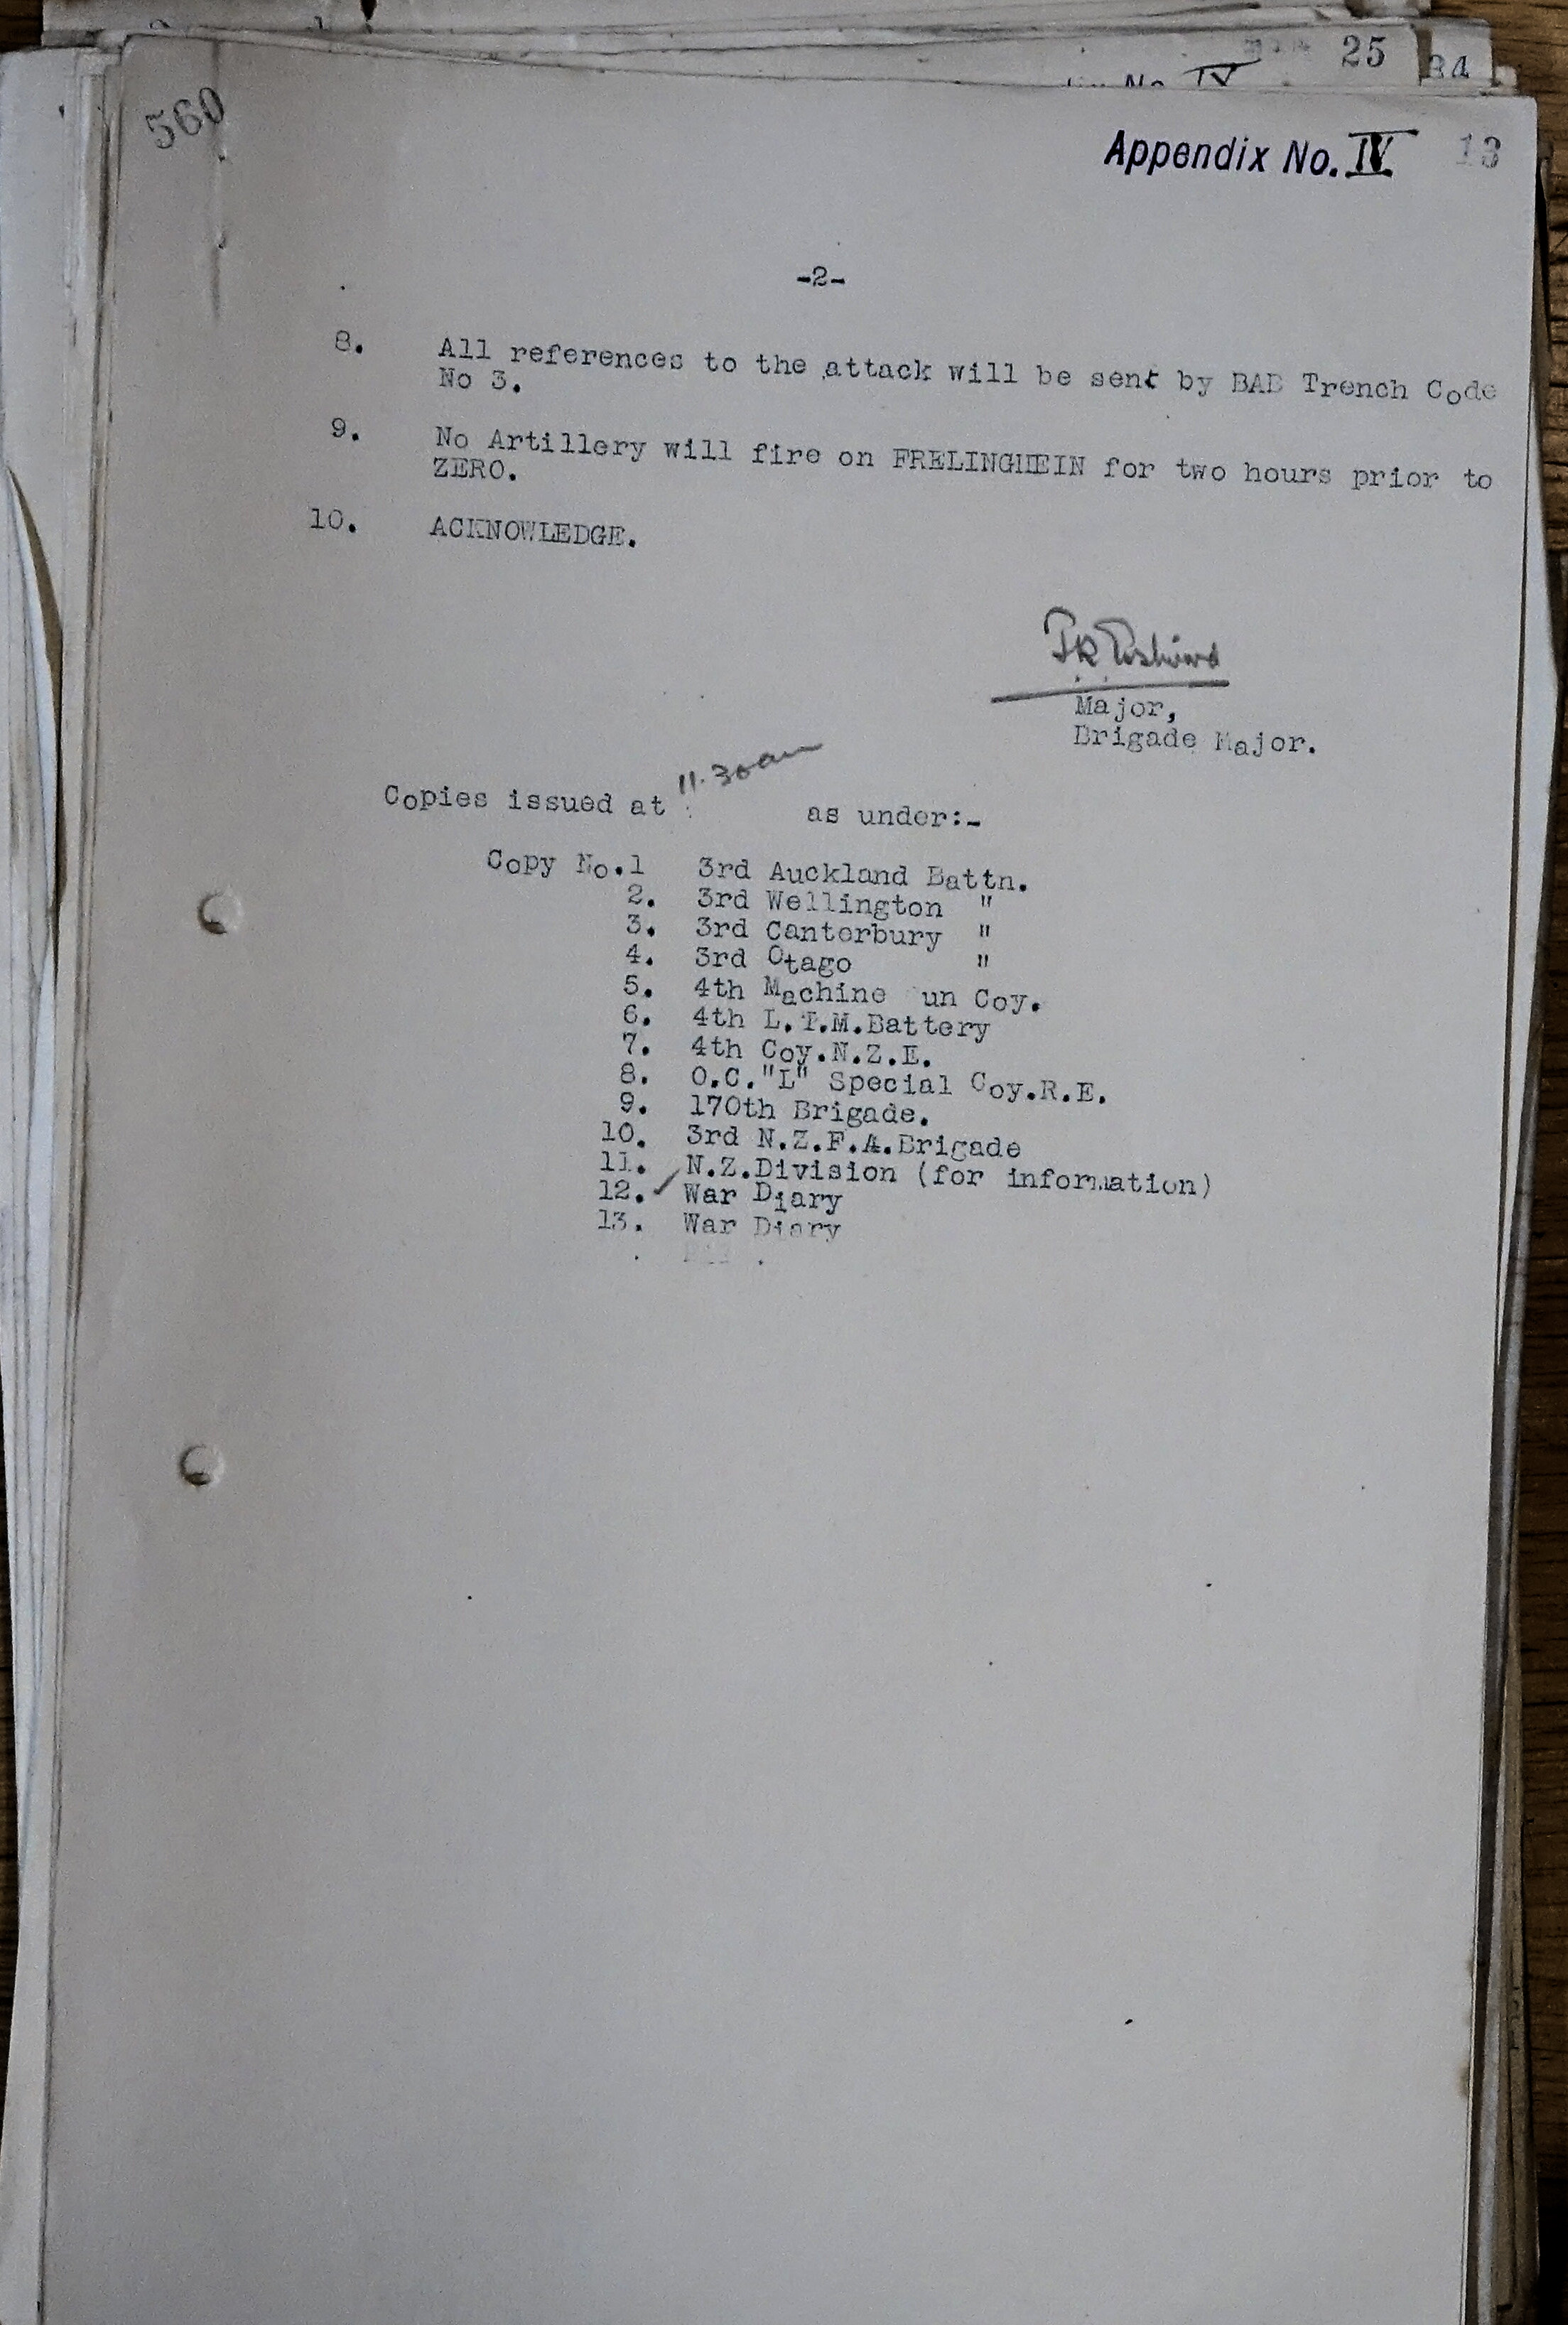 25
34
No. IV
560
Appendix No. IV 13
-2-
8. All references to the attack will be sent by BAB Trench Code
No 3.
9. No Artillery will fire on FRELINGHEIN for two hours prior to
ZERO.
10. ACKNOWLEDGE.
Major,
Brigade Major.
Copies issued at 11.30am as under:-
Copy No.1 3rd Auckland Battn.
2. 3rd Wellington "
3. 3rd Canterbury "
4. 3rd Otago "
5. 4th Machine un Coy.
6. 4th L.T.M.Battery
7. 4th Coy.N.Z.E.
8. O.C."L" Special Coy.R.E.
9. 170th Brigade.
10. 3rd N.Z.F.A.Brigade
11. N.Z.Division (for information)
12. War Diary
13. War Diary